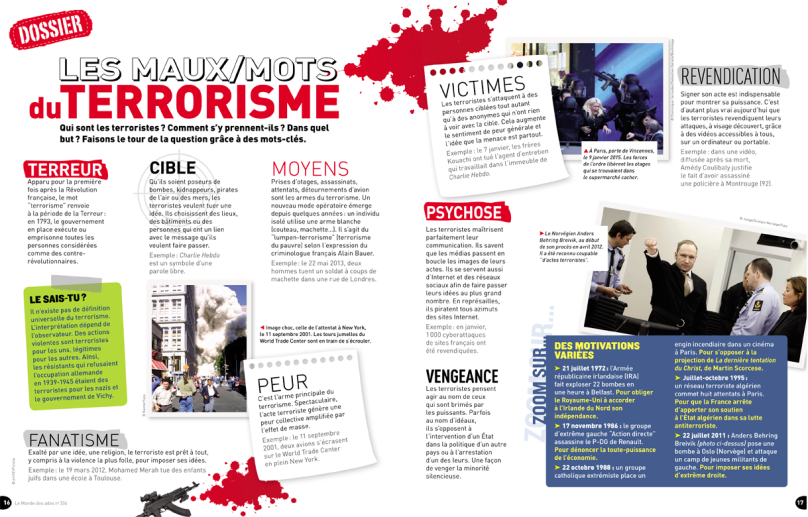 DOSSIER
LES MAUX/MOTS
du TERRORISME
Qui sont les terroristes ? Comment s'y prennent-ils ? Dans quel
but ? Faisons le tour de la question grâce à des mots-clés.
TERREUR
Apparu pour la première
fois après la Révolution
française, le mot
"terrorisme" renvoie
à la période de la Terreur :
en 1793, le gouvernement
en place exécute ou
emprisonne toutes les
personnes considérées
comme des contre-
révolutionnaires.
CIBLE
Qu'ils soient poseurs de
bombes, kidnappeurs, pirates
de l'air ou des mers, les
terroristes veulent tuer une
idée. Ils choisissent des lieux,
des bâtiments ou des
personnes qui ont un lien
avec le message qu'ils
veulent faire passer.
Exemple : Charlie Hebdo
est un symbole d'une
parole libre.
MOYENS
Prises d'otages, assassinats,
attentats, détournements d'avion
sont les armes du terrorisme. Un
nouveau mode opératoire émerge
depuis quelques années : un individu
isolé utilise une arme blanche
(couteau, machette...). Il s'agit du
"lumpen-terrorisme" (terrorisme
du pauvre) selon l'expression du
criminologue français Alain Bauer.
Exemple : le 22 mai 2013, deux
hommes tuent un soldat à coups de
machette dans une rue de Londres.
LE SAIS-TU ?
Il n'existe pas de définition
universelle du terrorisme.
L'interprétation dépend de
l'observateur. Des actions
violentes sont terroristes
pour les uns, légitimes
pour les autres. Ainsi,
les résistants qui refusaient
l'occupation allemande
en 1939-1945 étaient des
terroristes pour les nazis et
le gouvernement de Vichy.
◄ Image choc, celle de l'attentat à New York,
le 11 septembre 2001. Les tours jumelles du
World Trade Center sont en train de s'écrouler.
PEUR
C'est l'arme principale du
terrorisme. Spectaculaire,
l'acte terroriste génère une
peur collective amplifiée par
l'effet de masse.
Exemple : le 11 septembre
2001, deux avions s'écrasent
sur le World Trade Center
en plein New York.
FANATISME
Exalté par une idée, une religion, le terroriste est prêt à tout,
y compris à la violence la plus folle, pour imposer ses idées.
Exemple : le 19 mars 2012, Mohamed Merah tue des enfants
juifs dans une école à Toulouse.
16 Le Monde des ados n° 336
VICTIMES
Les terroristes s'attaquent à des
personnes ciblées tout autant
qu'à des anonymes qui n'ont rien
à voir avec la cible. Cela augmente
le sentiment de peur générale et
l'idée que la menace est partout.
Exemple : le 7 janvier, les frères
Kouachi ont tué l'agent d'entretien
qui travaillait dans l'immeuble de
Charlie Hebdo.
▲ À Paris, porte de Vincennes,
le 9 janvier 2015. Les forces
de l'ordre libèrent les otages
qui se trouvaient dans
le supermarché casher.
REVENDICATION
Signer son acte est indispensable
pour montrer sa puissance. C'est
d'autant plus vrai aujourd'hui que
les terroristes revendiquent leurs
attaques, à visage découvert, grâce
à des vidéos accessibles à tous,
sur un ordinateur ou portable.
Exemple : dans une vidéo,
diffusée après sa mort,
Amédy Coulibaly justifie
le fait d'avoir assassiné
une policière à Montrouge (92).
PSYCHOSE
Les terroristes maîtrisent
parfaitement leur
communication. Ils savent
que les médias passent en
boucle les images de leurs
actes. Ils se servent aussi
d'Internet et des réseaux
sociaux afin de faire passer
leurs idées au plus grand
nombre. En représailles,
ils piratent tous azimuts
des sites Internet.
Exemple : en janvier,
1 000 cyberattaques
de sites français ont
été revendiquées.
► Le Norvégien Anders
Behring Breivik, au début
de son procès en avril 2012.
Il a été reconnu coupable
"d'actes terroristes".
VENGEANCE
Les terroristes pensent
agir au nom de ceux
qui sont brimés par
les puissants. Parfois
au nom d'idéaux,
ils s'opposent à
l'intervention d'un État
dans la politique d'un autre
pays ou à l'arrestation
d'un des leurs. Une façon
de venger la minorité
silencieuse.
ZOOM SUR...
DES MOTIVATIONS
VARIÉES
➤ 21 juillet 1972 : l'Armée
républicaine irlandaise (IRA)
fait exploser 22 bombes en
une heure à Belfast. Pour obliger
le Royaume-Uni à accorder
à l'Irlande du Nord son
indépendance.
➤ 17 novembre 1986 : le groupe
d'extrême gauche "Action directe"
assassine le P-DG de Renault.
Pour dénoncer la toute-puissance
de l'économie.
➤ 22 octobre 1988 : un groupe
catholique extrémiste place un
engin incendiaire dans un cinéma
à Paris. Pour s'opposer à la
projection de La dernière tentation
du Christ, de Martin Scorcese.
➤ Juillet-octobre 1995 :
un réseau terroriste algérien
commet huit attentats à Paris.
Pour que la France arrête
d'apporter son soutien
à l'État algérien dans sa lutte
antiterroriste.
➤ 22 juillet 2011 : Anders Behring
Breivik (photo ci-dessus) pose une
bombe à Oslo (Norvège) et attaque
un camp de jeunes militants de
gauche. Pour imposer ses idées
d'extrême droite.
17